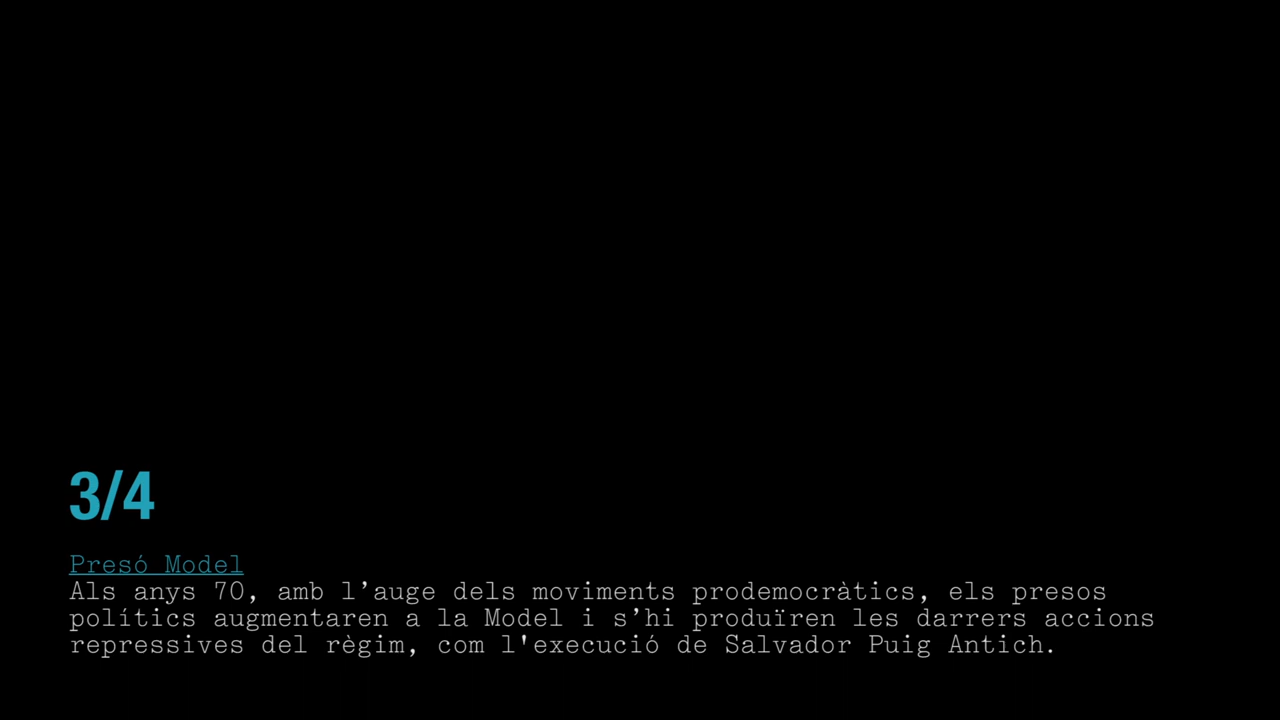 3/4
Presó Model
Als anys 70, amb l’auge dels moviments prodemocràtics, els presos
polítics augmentaren a la Model i s’hi produïren les darrers accions
repressives del règim, com l'execució de Salvador Puig Antich.